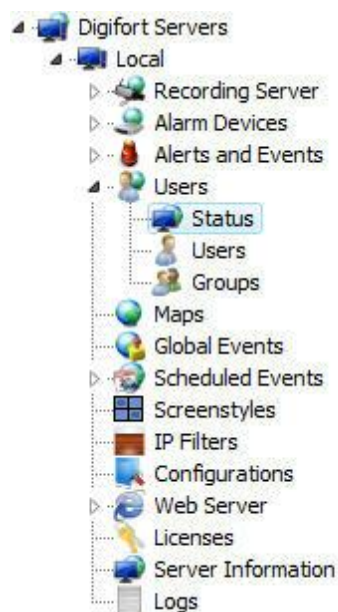 Digifort Servers
Local
Recording Server
Alarm Devices
Alerts and Events
Users
Status
Users
Groups
Maps
Global Events
Scheduled Events
Screenstyles
IP Filters
Configurations
Web Server
Licenses
Server Information
Logs